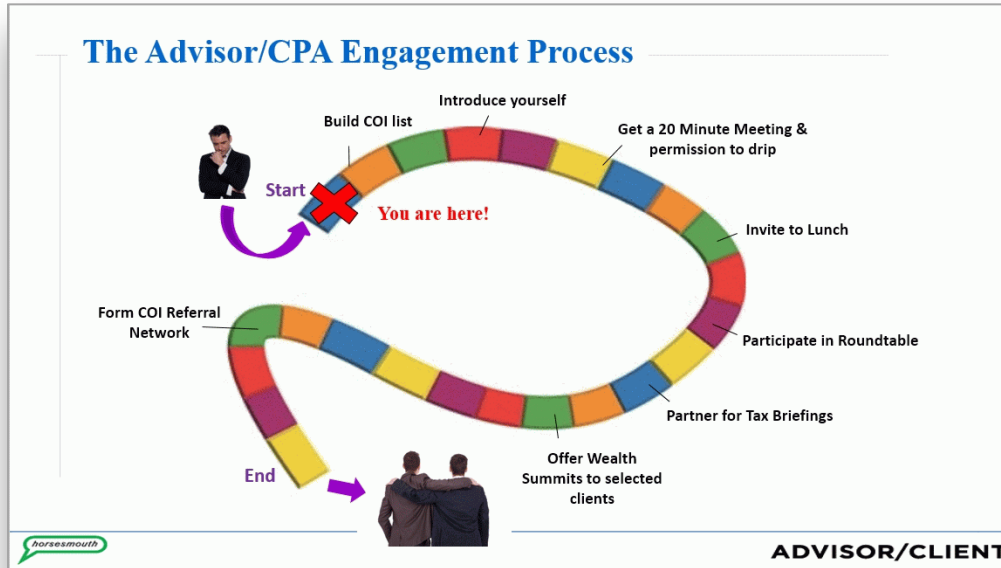 The Advisor/CPA Engagement Process
Introduce yourself
Build COI list
Get a 20 Minute Meeting &
permission to drip
Start
You are here!
Invite to Lunch
Form COI Referral
Network
Participate in Roundtable
Partner for Tax Briefings
Offer Wealth
Summits to selected
clients
End
horsesmouth
ADVISOR/CLIENT